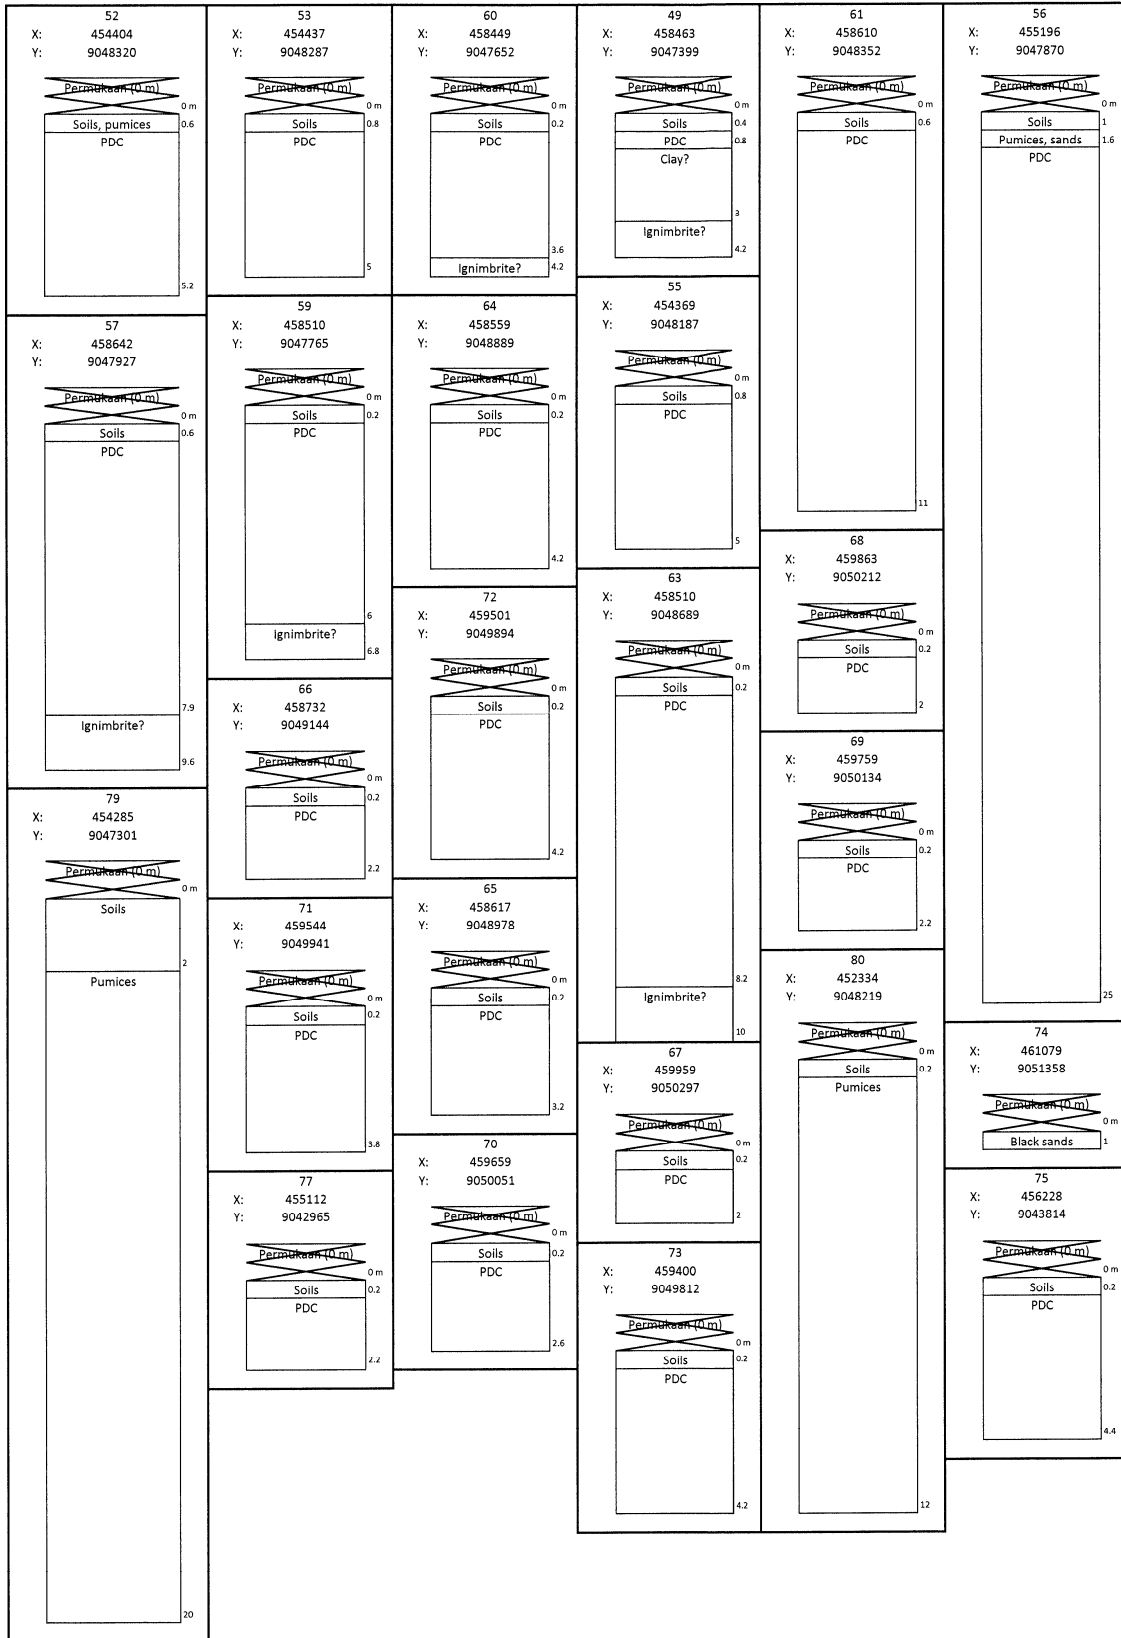 52
X: 454404
Y: 9048320
Permukaan (0 m)
0 m
Soils, pumices 0.6
PDC
5.2
57
X: 458642
Y: 9047927
Permukaan (0 m)
0 m
Soils 0.6
PDC
7.9
Ignimbrite?
9.6
79
X: 454285
Y: 9047301
Permukaan (0 m)
0 m
Soils
2
Pumices
20
53
X: 454437
Y: 9048287
Permukaan (0 m)
0 m
Soils 0.8
PDC
5
59
X: 458510
Y: 9047765
Permukaan (0 m)
0 m
Soils 0.2
PDC
6
Ignimbrite?
6.8
66
X: 458732
Y: 9049144
Permukaan (0 m)
0 m
Soils 0.2
PDC
2.2
71
X: 459544
Y: 9049941
Permukaan (0 m)
0 m
Soils 0.2
PDC
3.8
77
X: 455112
Y: 9042965
Permukaan (0 m)
0 m
Soils 0.2
PDC
2.2
60
X: 458449
Y: 9047652
Permukaan (0 m)
0 m
Soils 0.2
PDC
3.6
Ignimbrite? 4.2
64
X: 458559
Y: 9048889
Permukaan (0 m)
0 m
Soils 0.2
PDC
4.2
72
X: 459501
Y: 9049894
Permukaan (0 m)
0 m
Soils 0.2
PDC
4.2
65
X: 458617
Y: 9048978
Permukaan (0 m)
0 m
Soils 0.2
PDC
3.2
70
X: 459659
Y: 9050051
Permukaan (0 m)
0 m
Soils 0.2
PDC
2.6
49
X: 458463
Y: 9047399
Permukaan (0 m)
0 m
Soils 0.4
PDC 0.8
Clay?
3
Ignimbrite?
4.2
55
X: 454369
Y: 9048187
Permukaan (0 m)
0 m
Soils 0.8
PDC
5
63
X: 458510
Y: 9048689
Permukaan (0 m)
0 m
Soils 0.2
PDC
8.2
Ignimbrite?
10
67
X: 459959
Y: 9050297
Permukaan (0 m)
0 m
Soils 0.2
PDC
2
73
X: 459400
Y: 9049812
Permukaan (0 m)
0 m
Soils 0.2
PDC
4.2
61
X: 458610
Y: 9048352
Permukaan (0 m)
0 m
Soils 0.6
PDC
11
68
X: 459863
Y: 9050212
Permukaan (0 m)
0 m
Soils 0.2
PDC
2
69
X: 459759
Y: 9050134
Permukaan (0 m)
0 m
Soils 0.2
PDC
2.2
80
X: 452334
Y: 9048219
Permukaan (0 m)
0 m
Soils 0.2
Pumices
12
56
X: 455196
Y: 9047870
Permukaan (0 m)
0 m
Soils 1
Pumices, sands 1.6
PDC
25
74
X: 461079
Y: 9051358
Permukaan (0 m)
0 m
Black sands 1
75
X: 456228
Y: 9043814
Permukaan (0 m)
0 m
Soils 0.2
PDC
4.4